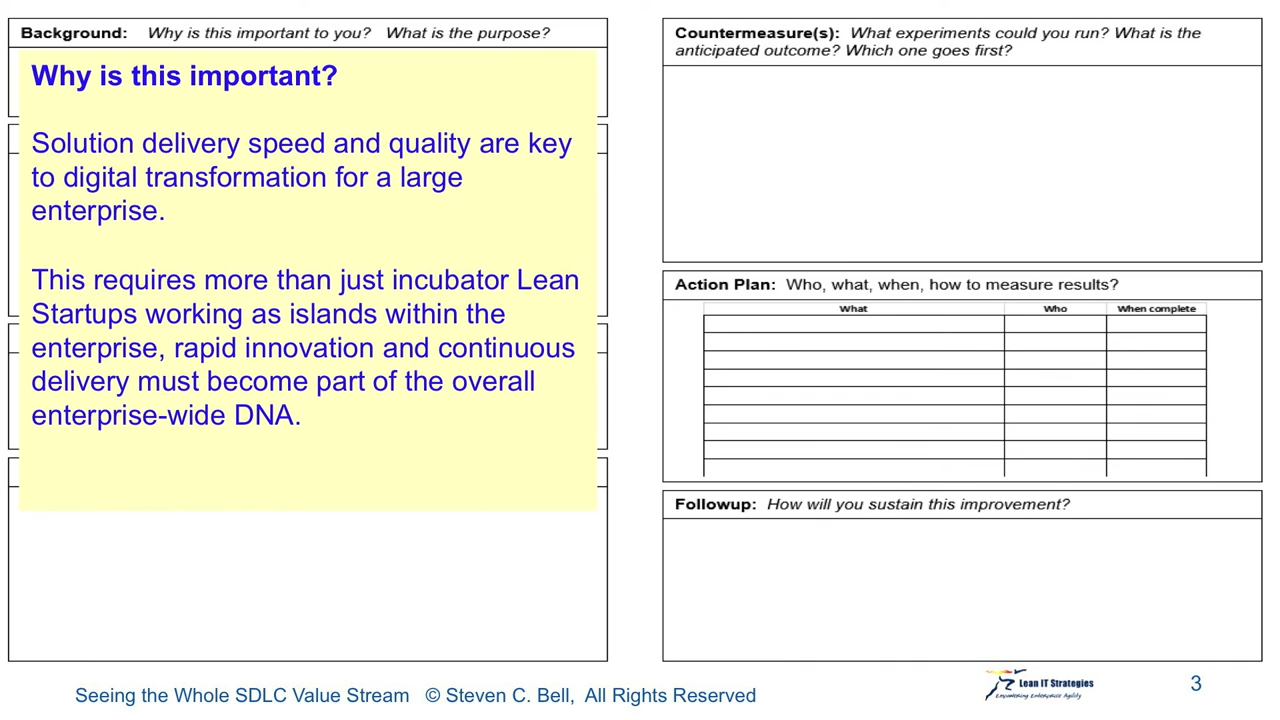 Background: Why is this important to you? What is the purpose?
Why is this important?
Solution delivery speed and quality are key
to digital transformation for a large
enterprise.
This requires more than just incubator Lean
Startups working as islands within the
enterprise, rapid innovation and continuous
delivery must become part of the overall
enterprise-wide DNA.
Countermeasure(s): What experiments could you run? What is the
anticipated outcome? Which one goes first?
Action Plan: Who, what, when, how to measure results?
What Who When complete
Followup: How will you sustain this improvement?
Seeing the Whole SDLC Value Stream © Steven C. Bell, All Rights Reserved
Lean IT Strategies
Empowering Enterprise Agility
3